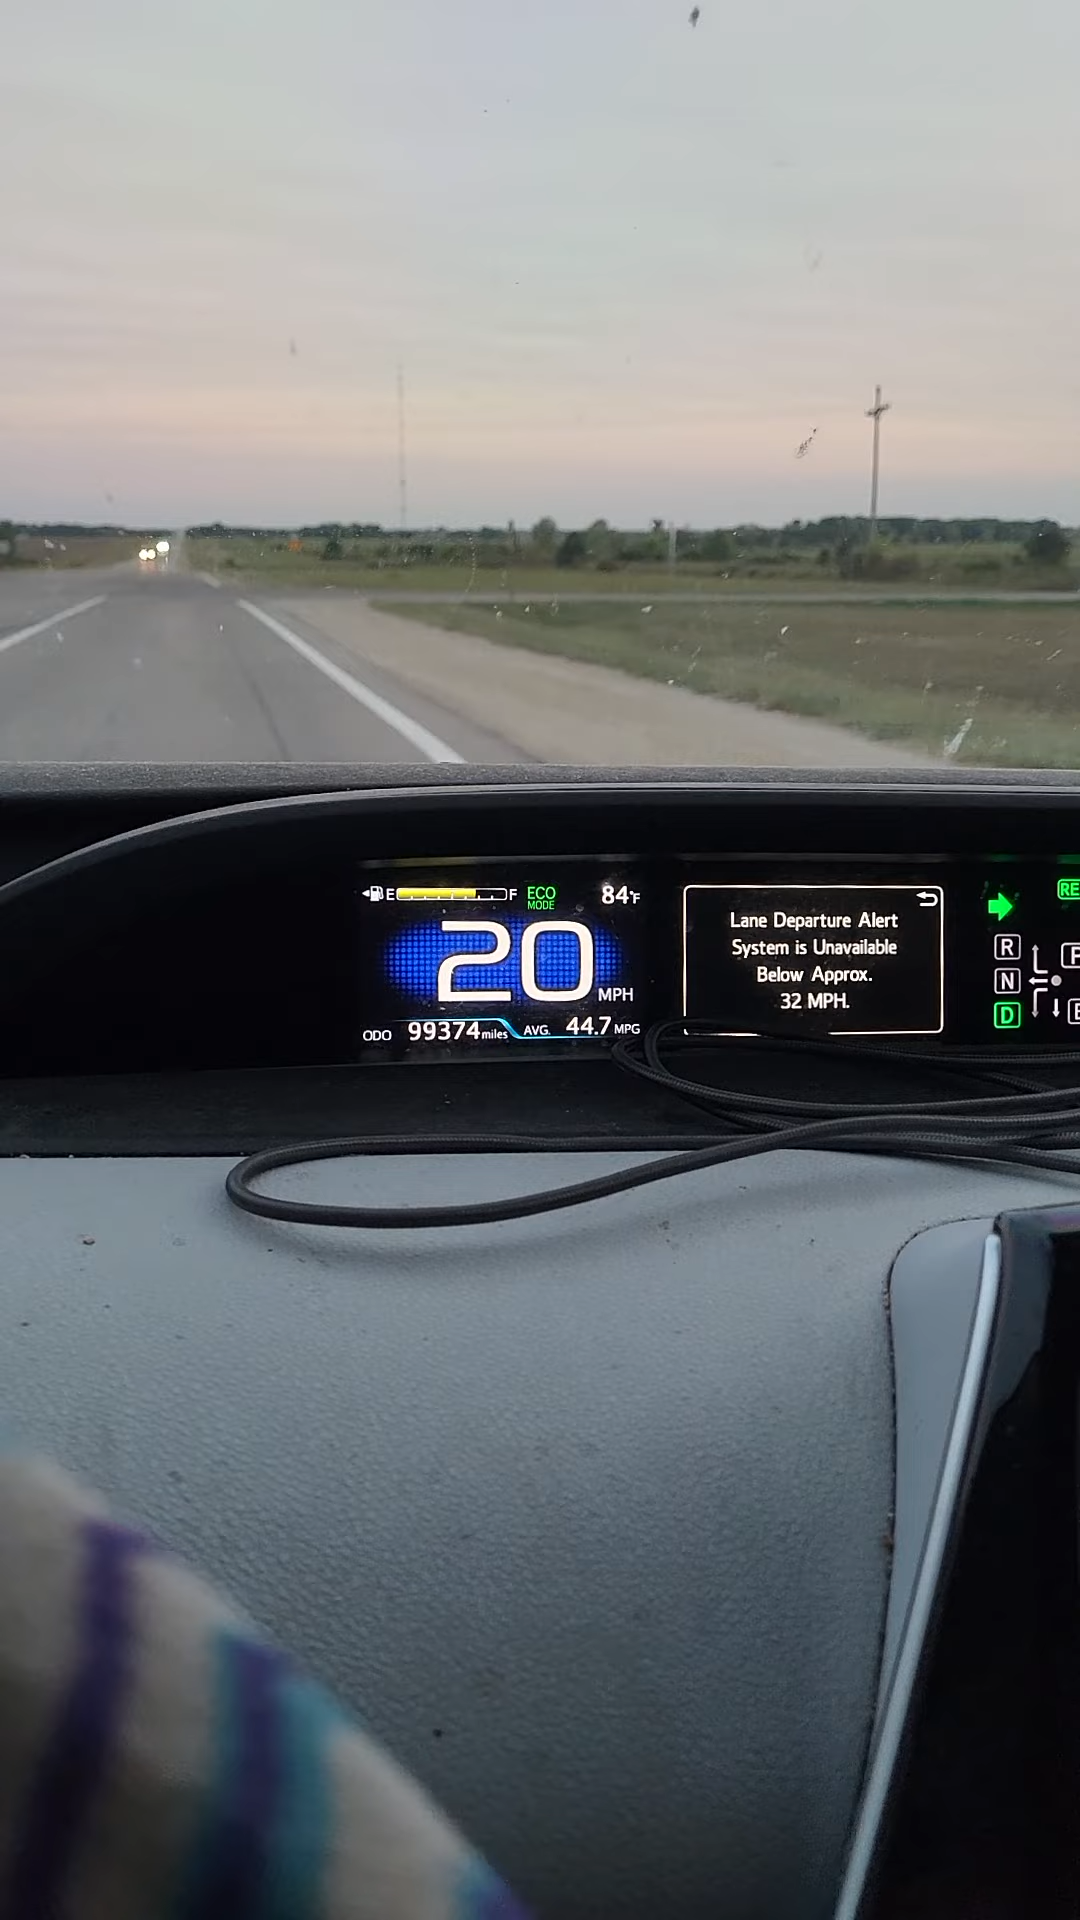 E F ECO MODE 84°F
20 MPH
ODO 99374 miles AVG. 44.7 MPG
Lane Departure Alert
System is Unavailable
Below Approx.
32 MPH.
R
N
D